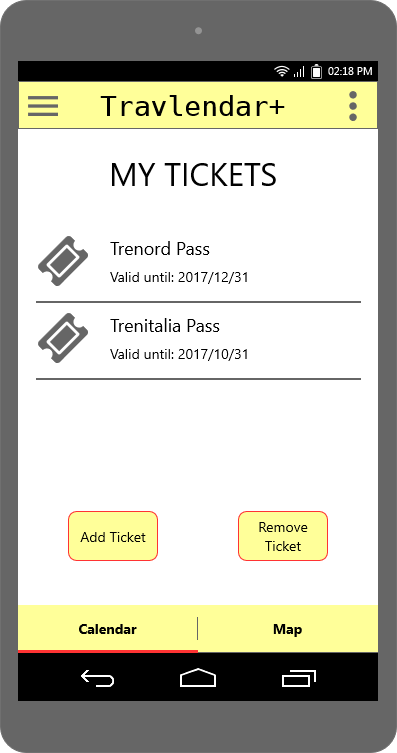 02:18 PM
Travlendar+
MY TICKETS
Trenord Pass
Valid until: 2017/12/31
Trenitalia Pass
Valid until: 2017/10/31
Add Ticket
Remove
Ticket
Calendar
Map